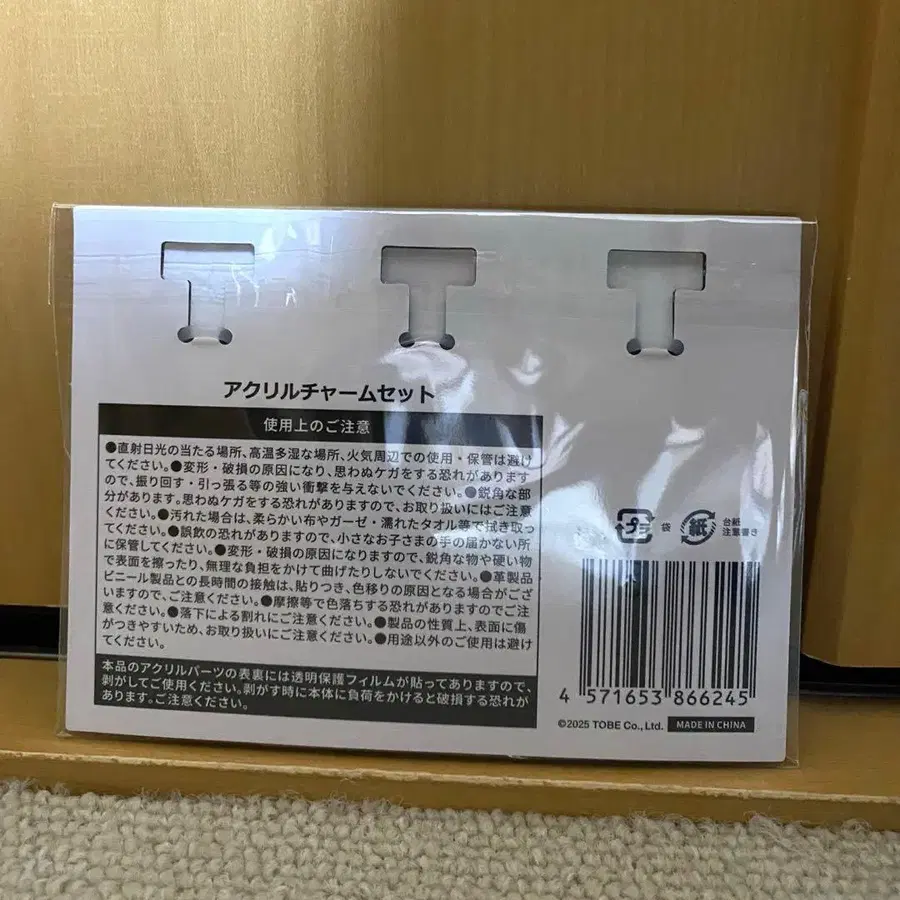 アクリルチャームセット
使用上のご注意
●直射日光の当たる場所、高温多湿な場所、火気周辺での使用・保管は避け
てください。●変形・破損の原因になり、思わぬケガをする恐れがあります
ので、振り回す・引っ張る等の強い衝撃を与えないでください。●鋭角な部
分があります。思わぬケガをする恐れがありますので、お取り扱いにはご注意
ください。●汚れた場合は、柔らかい布やガーゼ・濡れたタオル等で拭き取っ
てください。●誤飲の恐れがありますので、小さなお子さまの手の届かない所
に保管してください。●変形・破損の原因になりますので、鋭角な物や硬い物
で表面を擦ったり、無理な負担をかけて曲げたりしないでください。●革製品
ビニール製品との長時間の接触は、貼りつき、色移りの原因となる場合がござ
いますので、ご注意ください。●摩擦等で色落ちする恐れがありますのでご注
意ください。●落下による割れにご注意ください。●製品の性質上、表面に傷
がつきやすいため、お取り扱いにご注意ください。●用途以外のご使用は避け
てください。
本品のアクリルパーツの表裏には透明保護フィルムが貼ってありますので、
剥がしてご使用ください。剥がす時に本体に負荷をかけると破損する恐れが
あります。ご注意ください。
プラ 袋 紙 台紙
注意書き
4 571653 866245
©2025 TOBE Co., Ltd. MADE IN CHINA